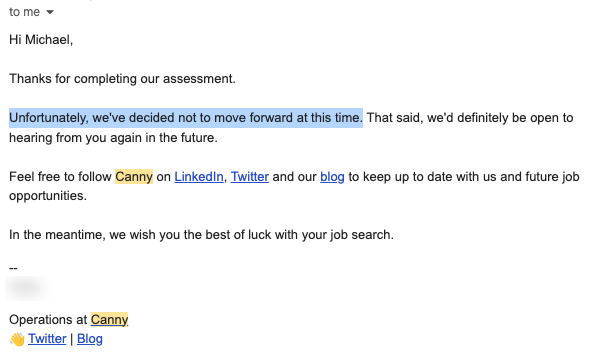 to me
Hi Michael,
Thanks for completing our assessment.
Unfortunately, we've decided not to move forward at this time. That said, we'd definitely be open to
hearing from you again in the future.
Feel free to follow Canny on LinkedIn, Twitter and our blog to keep up to date with us and future job
opportunities.
In the meantime, we wish you the best of luck with your job search.
--
Operations at Canny
👋 Twitter | Blog